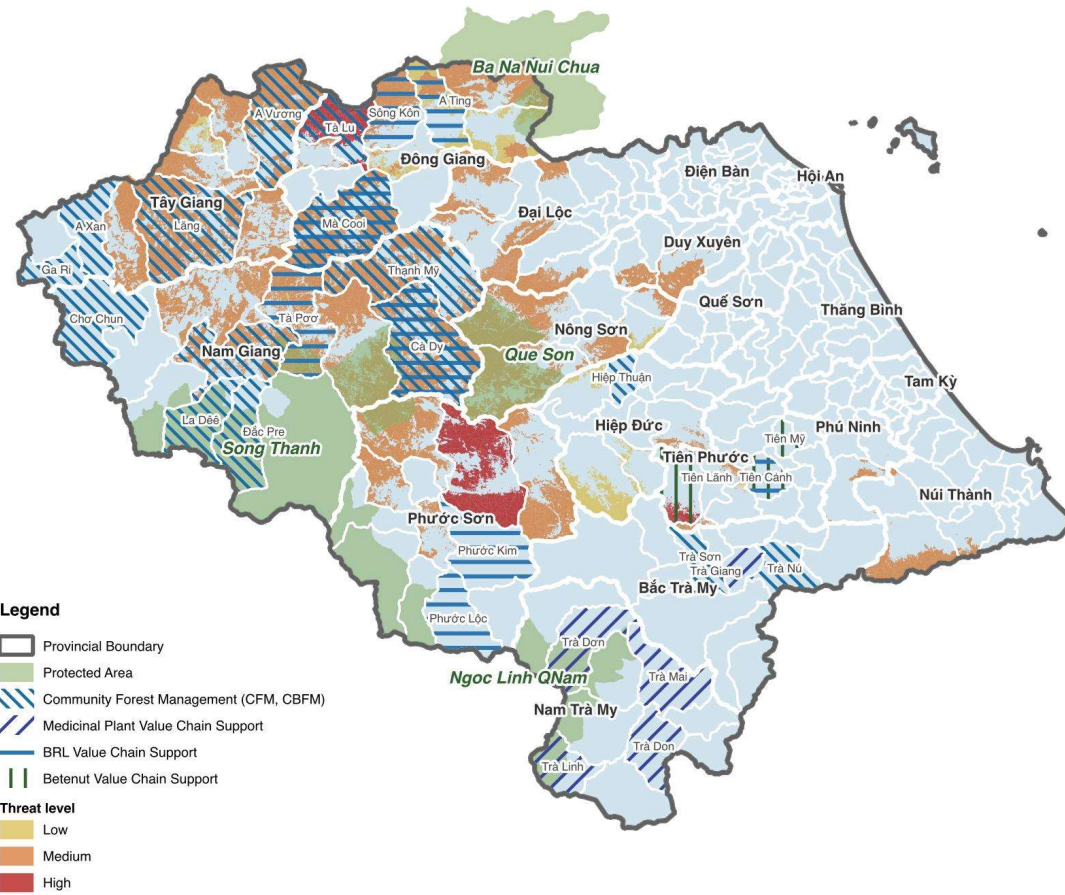 Ba Na Nui Chua
A Vương
Tà Lu
Sông Kôn
A Ting
Đông Giang
Điện Bàn
Hội An
Tây Giang
Lăng
A Xan
Mà Cooi
Đại Lộc
Duy Xuyên
Ga Ri
Thạnh Mỹ
Chơ Chun
Tà Pơơ
Quế Sơn
Thăng Bình
Nông Sơn
Nam Giang
Cà Dy
Que Son
Hiệp Thuận
Tam Kỳ
La Dêê
Đắc Pre
Song Thanh
Hiệp Đức
Phú Ninh
Tiên Mỹ
Tiên Phước
Tiên Lãnh
Tiên Cảnh
Núi Thành
Phước Sơn
Phước Kim
Trà Sơn
Trà Giang
Trà Nú
Bắc Trà My
Phước Lộc
Trà Dơn
Ngoc Linh QNam
Trà Mai
Nam Trà My
Trà Don
Trà Linh
Legend
Provincial Boundary
Protected Area
Community Forest Management (CFM, CBFM)
Medicinal Plant Value Chain Support
BRL Value Chain Support
Betenut Value Chain Support
Threat level
Low
Medium
High